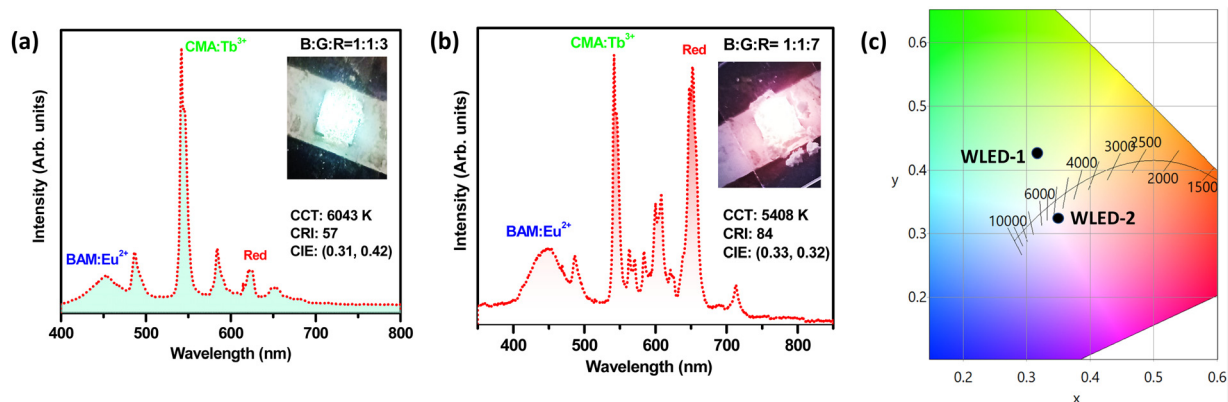 (a)
CMA:Tb³⁺
B:G:R=1:1:3
CCT: 6043 K
CRI: 57
CIE: (0.31, 0.42)
BAM:Eu²⁺
Red
Intensity (Arb. units)
400 500 600 700 800
Wavelength (nm)
(b)
CMA:Tb³⁺
Red
B:G:R= 1:1:7
CCT: 5408 K
CRI: 84
CIE: (0.33, 0.32)
BAM:Eu²⁺
Intensity (Arb. units)
400 500 600 700 800
Wavelength (nm)
(c)
0.6
0.5
0.4
0.3
0.2
y
WLED-1
WLED-2
10000
6000
4000
3000
2500
2000
1500
0.2 0.3 0.4 0.5 0.6
x